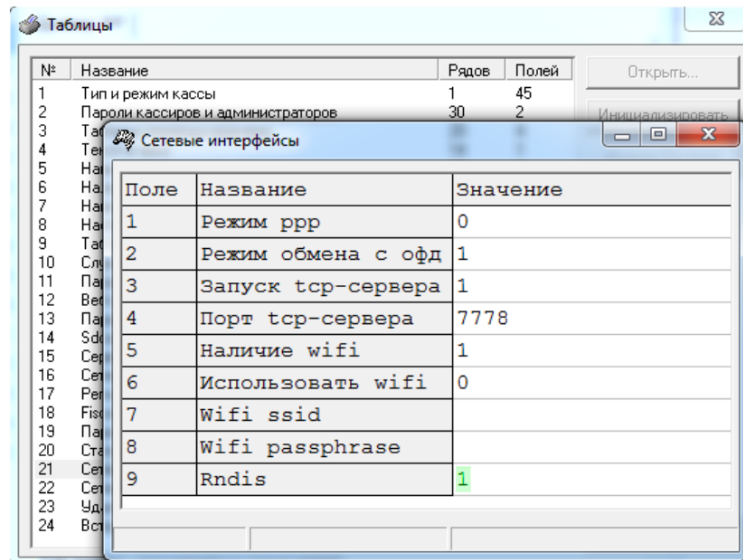 Таблицы
№ Название Рядов Полей
Открыть...
1 Тип и режим кассы 1 45
2 Пароли кассиров и администраторов 30 2
Инициализировать
3
4
5
6
7
8
9
10
11
12
13
14
15
16
17
18
19
20
21
22
23
24
Сетевые интерфейсы
Поле Название Значение
1 Режим ppp 0
2 Режим обмена с офд 1
3 Запуск tcp-сервера 1
4 Порт tcp-сервера 7778
5 Наличие wifi 1
6 Использовать wifi 0
7 Wifi ssid
8 Wifi passphrase
9 Rndis 1